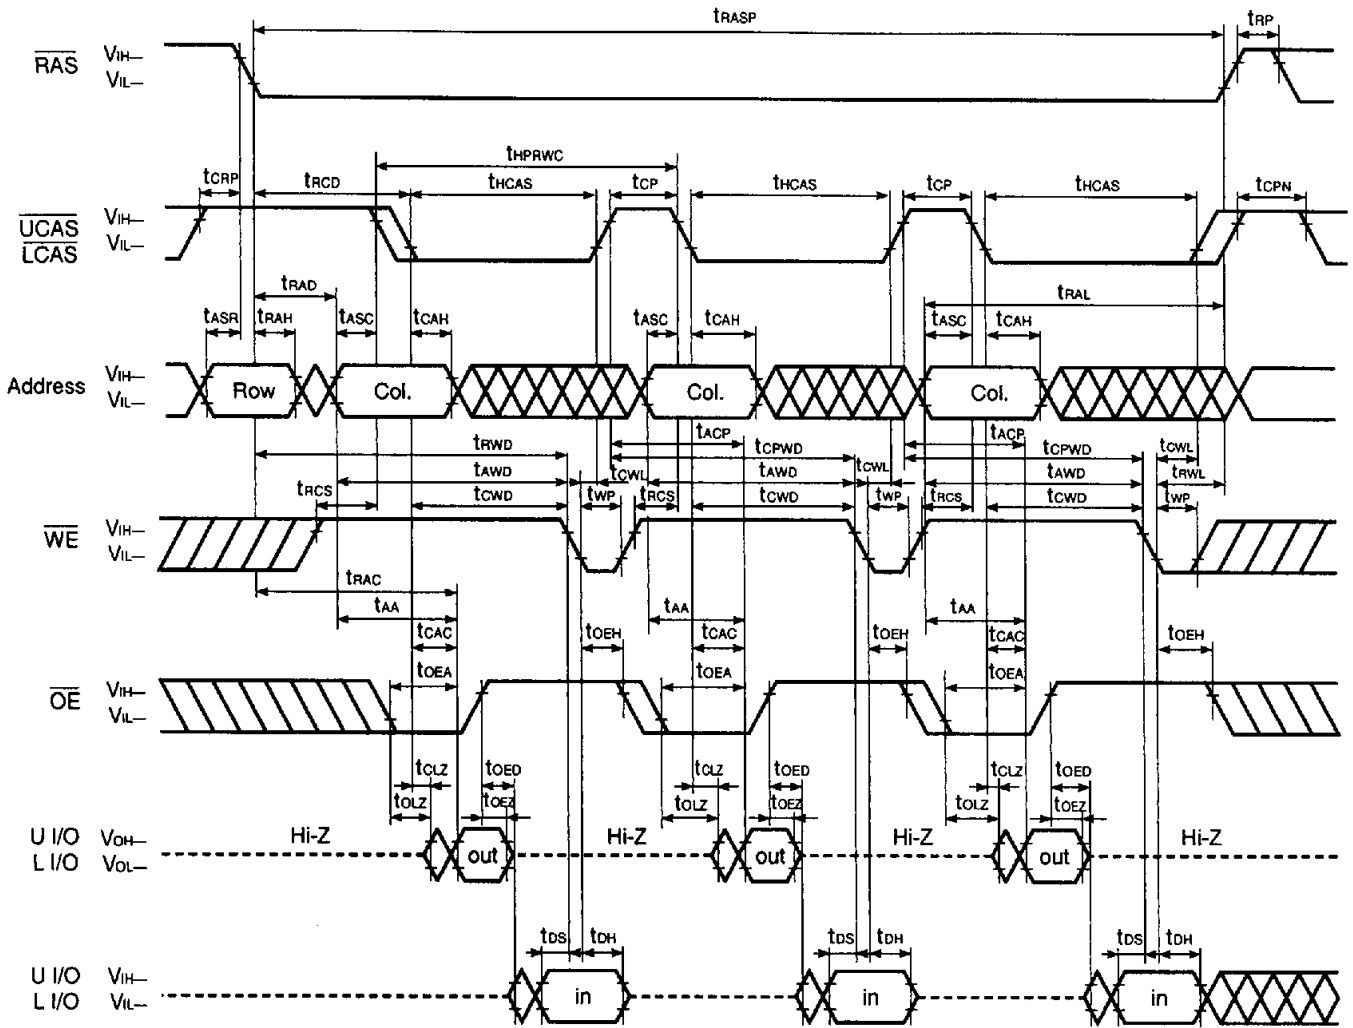 tRASP tRP
RAS VIH–
VIL–
tHPRWC
tCRP tRCD tHCAS tCP tHCAS tCP tHCAS tCPN
UCAS VIH–
LCAS VIL–
tRAD tRAL
tASR tRAH tASC tCAH tASC tCAH tASC tCAH
Address VIH–
VIL–
Row Col. Col. Col.
tRWD tACP tCPWD tACP tCPWD tCWL
tAWD tCWL tAWD tCWL tAWD tRWL
tRCS tCWD tWP tRCS tCWD tWP tRCS tCWD tWP
WE VIH–
VIL–
tRAC
tAA tAA tAA
tCAC tOEH tCAC tOEH tCAC tOEH
tOEA tOEA tOEA
OE VIH–
VIL–
tCLZ tOED tCLZ tOED tCLZ tOED
tOLZ tOEZ tOLZ tOEZ tOLZ tOEZ
U I/O VOH– Hi-Z Hi-Z Hi-Z Hi-Z
L I/O VOL– out out out
tDS tDH tDS tDH tDS tDH
U I/O VIH–
L I/O VIL– in in in